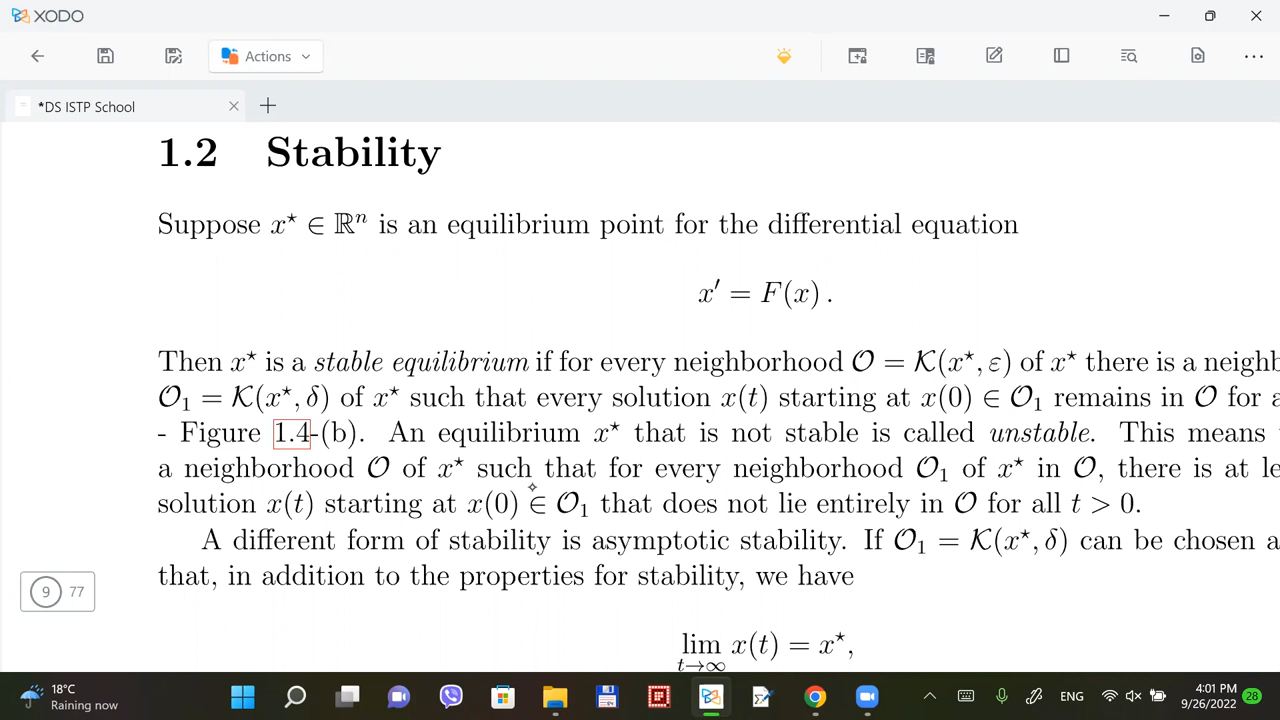 XODO
Actions
*DS ISTP School
1.2 Stability
Suppose x⋆ ∈ ℝⁿ is an equilibrium point for the differential equation
x′ = F(x) .
Then x⋆ is a stable equilibrium if for every neighborhood 𝒪 = 𝒦(x⋆, ε) of x⋆ there is a neighb
𝒪₁ = 𝒦(x⋆, δ) of x⋆ such that every solution x(t) starting at x(0) ∈ 𝒪₁ remains in 𝒪 for a
- Figure 1.4-(b). An equilibrium x⋆ that is not stable is called unstable. This means
a neighborhood 𝒪 of x⋆ such that for every neighborhood 𝒪₁ of x⋆ in 𝒪, there is at le
solution x(t) starting at x(0) ∈ 𝒪₁ that does not lie entirely in 𝒪 for all t > 0.
A different form of stability is asymptotic stability. If 𝒪₁ = 𝒦(x⋆, δ) can be chosen a
that, in addition to the properties for stability, we have
9 77
lim x(t) = x⋆,
t→∞
18°C
Raining now
ENG
4:01 PM
9/26/2022
28